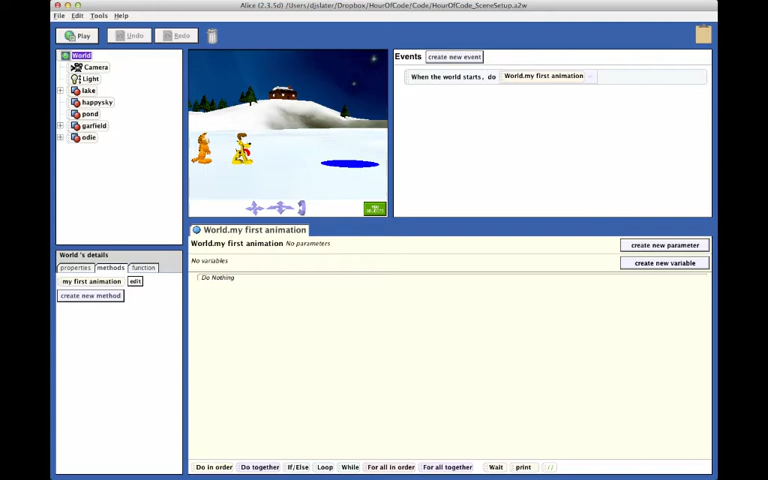 Alice (2.3.5d) /Users/djslater/Dropbox/HourOfCode/Code/HourOfCode_SceneSetup.a2w
File Edit Tools Help
Play Undo Redo
World
Camera
Light
lake
happysky
pond
garfield
odie
Events create new event
When the world starts, do World.my first animation
World 's details
properties methods function
my first animation edit
create new method
World.my first animation
World.my first animation No parameters create new parameter
No variables create new variable
Do Nothing
Do in order Do together If/Else Loop While For all in order For all together Wait print //